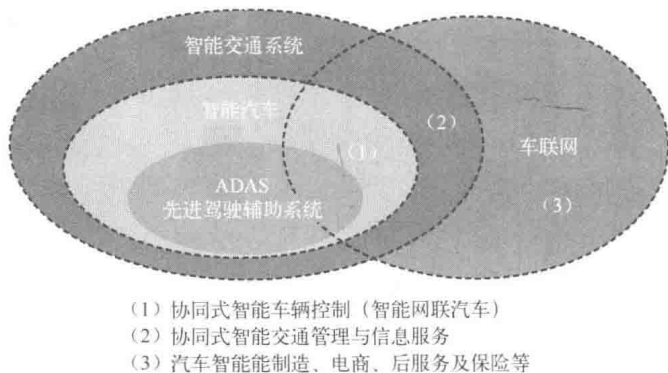 智能交通系统
智能汽车
(2)
(1)
车联网
ADAS
先进驾驶辅助系统
(3)
(1) 协同式智能车辆控制(智能网联汽车)
(2) 协同式智能交通管理与信息服务
(3) 汽车智能能制造、电商、后服务及保险等